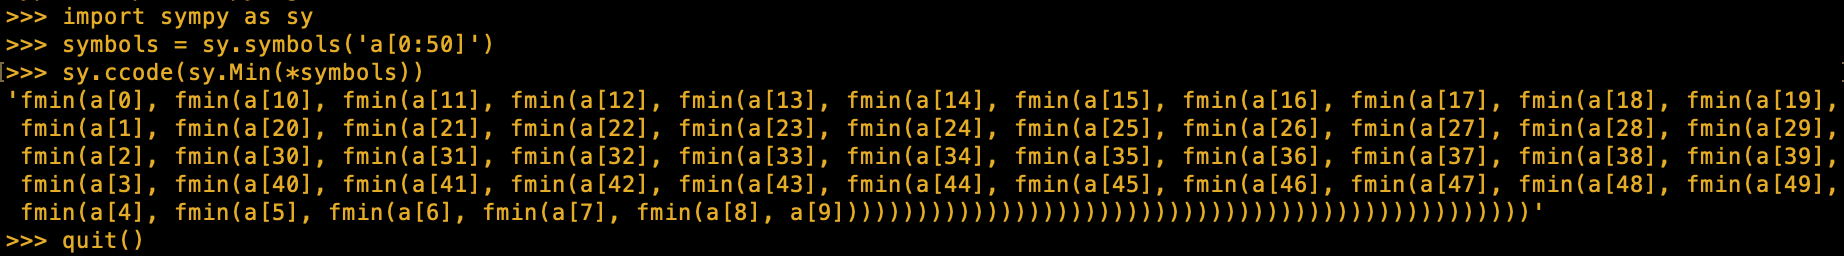 >>> import sympy as sy
>>> symbols = sy.symbols('a[0:50]')
[>>> sy.ccode(sy.Min(*symbols))
'fmin(a[0], fmin(a[10], fmin(a[11], fmin(a[12], fmin(a[13], fmin(a[14], fmin(a[15], fmin(a[16], fmin(a[17], fmin(a[18], fmin(a[19],
fmin(a[1], fmin(a[20], fmin(a[21], fmin(a[22], fmin(a[23], fmin(a[24], fmin(a[25], fmin(a[26], fmin(a[27], fmin(a[28], fmin(a[29],
fmin(a[2], fmin(a[30], fmin(a[31], fmin(a[32], fmin(a[33], fmin(a[34], fmin(a[35], fmin(a[36], fmin(a[37], fmin(a[38], fmin(a[39],
fmin(a[3], fmin(a[40], fmin(a[41], fmin(a[42], fmin(a[43], fmin(a[44], fmin(a[45], fmin(a[46], fmin(a[47], fmin(a[48], fmin(a[49],
fmin(a[4], fmin(a[5], fmin(a[6], fmin(a[7], fmin(a[8], a[9])))))))))))))))))))))))))))))))))))))))))))))))))'
>>> quit()